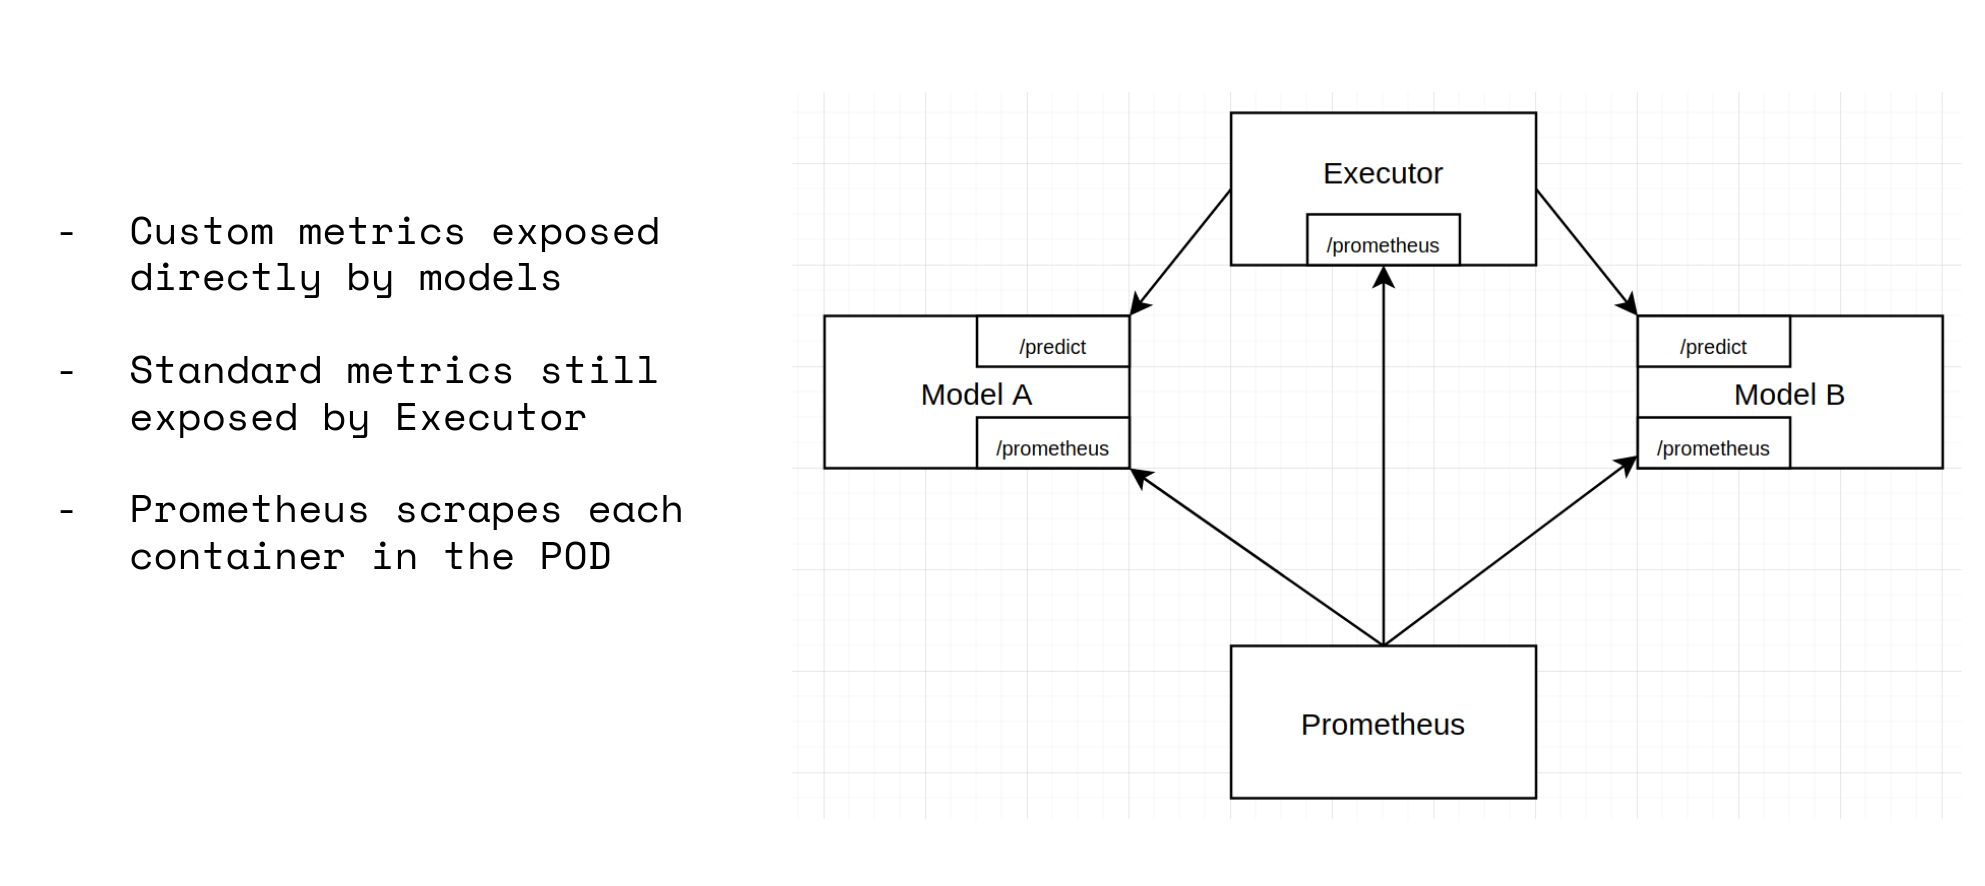 - Custom metrics exposed
directly by models
- Standard metrics still
exposed by Executor
- Prometheus scrapes each
container in the POD
Executor
/prometheus
/predict
Model A
/prometheus
/predict
Model B
/prometheus
Prometheus